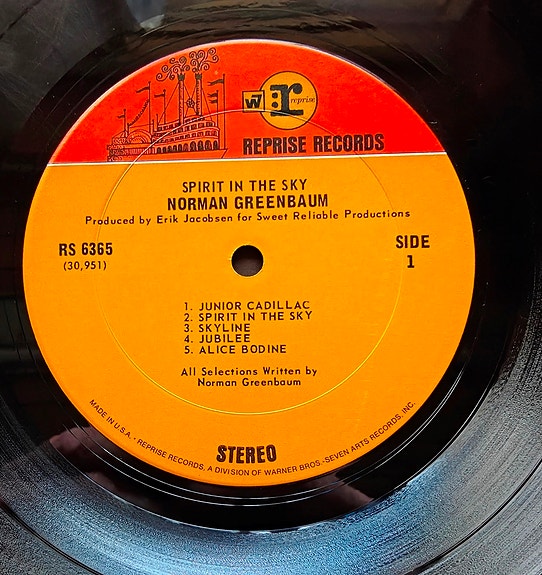 W
r
reprise
REPRISE RECORDS
SPIRIT IN THE SKY
NORMAN GREENBAUM
Produced by Erik Jacobsen for Sweet Reliable Productions
RS 6365
(30,951)
SIDE
1
1. JUNIOR CADILLAC
2. SPIRIT IN THE SKY
3. SKYLINE
4. JUBILEE
5. ALICE BODINE
All Selections Written by
Norman Greenbaum
STEREO
MADE IN U.S.A. • REPRISE RECORDS, A DIVISION OF WARNER BROS.-SEVEN ARTS RECORDS, INC.